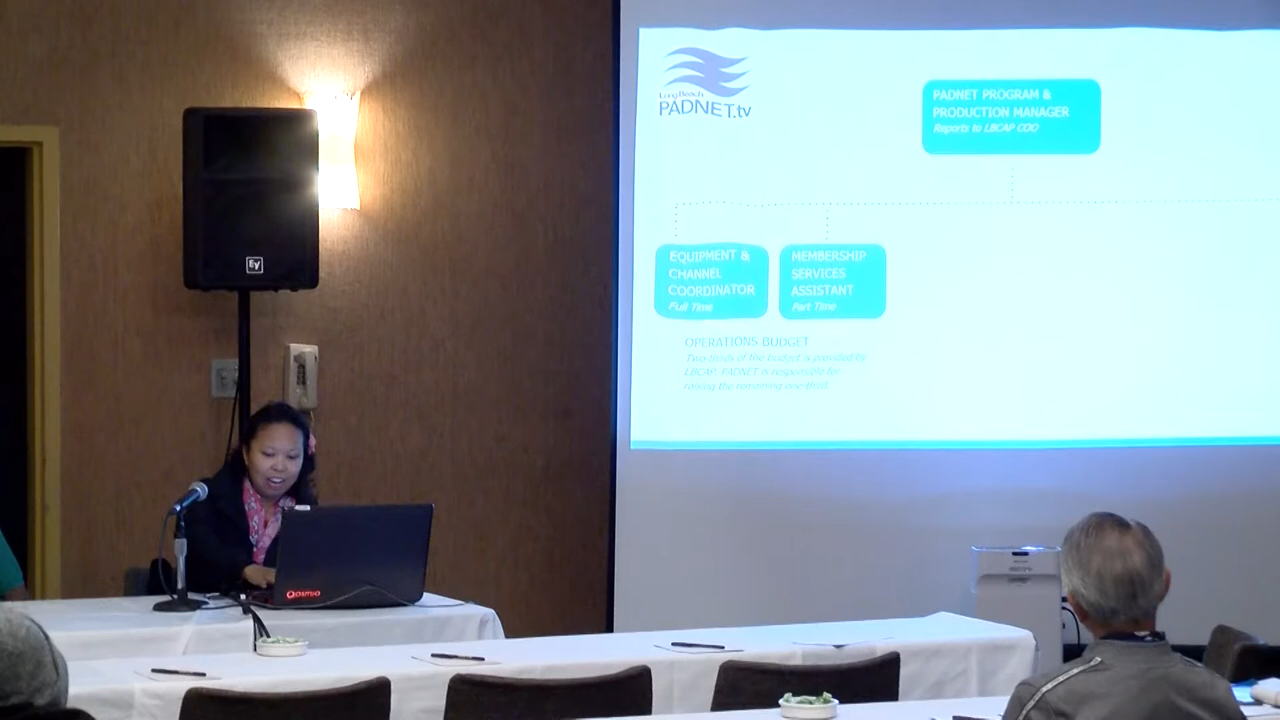 Long Beach
PADNET.tv
PADNET PROGRAM &
PRODUCTION MANAGER
Reports to LBCAP COO
EQUIPMENT &
CHANNEL
COORDINATOR
Full Time
MEMBERSHIP
SERVICES
ASSISTANT
Part Time
OPERATIONS BUDGET
Two thirds of the budget is provided by
LBCAP. PADNET is responsible for
raising the remaining one-third.
EV
Qosmio